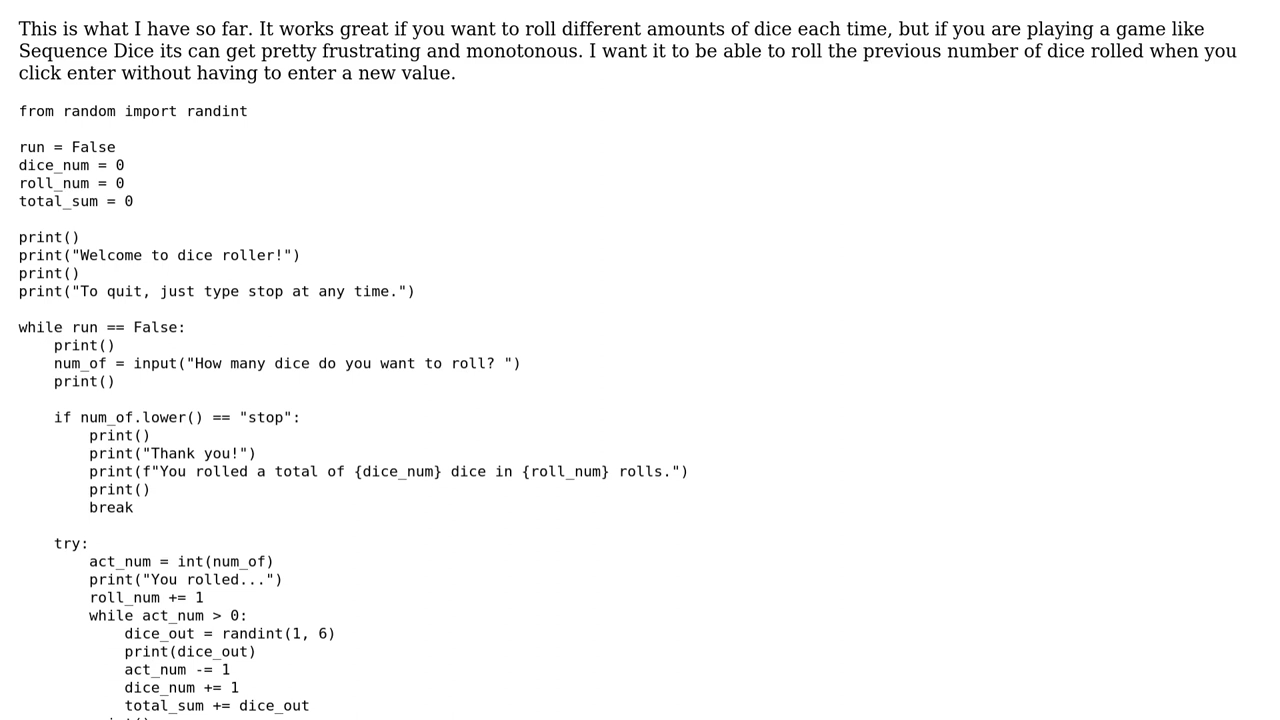 This is what I have so far. It works great if you want to roll different amounts of dice each time, but if you are playing a game like
Sequence Dice its can get pretty frustrating and monotonous. I want it to be able to roll the previous number of dice rolled when you
click enter without having to enter a new value.
from random import randint
run = False
dice_num = 0
roll_num = 0
total_sum = 0
print()
print("Welcome to dice roller!")
print()
print("To quit, just type stop at any time.")
while run == False:
    print()
    num_of = input("How many dice do you want to roll? ")
    print()
    if num_of.lower() == "stop":
        print()
        print("Thank you!")
        print(f"You rolled a total of {dice_num} dice in {roll_num} rolls.")
        print()
        break
    try:
        act_num = int(num_of)
        print("You rolled...")
        roll_num += 1
        while act_num > 0:
            dice_out = randint(1, 6)
            print(dice_out)
            act_num -= 1
            dice_num += 1
            total_sum += dice_out